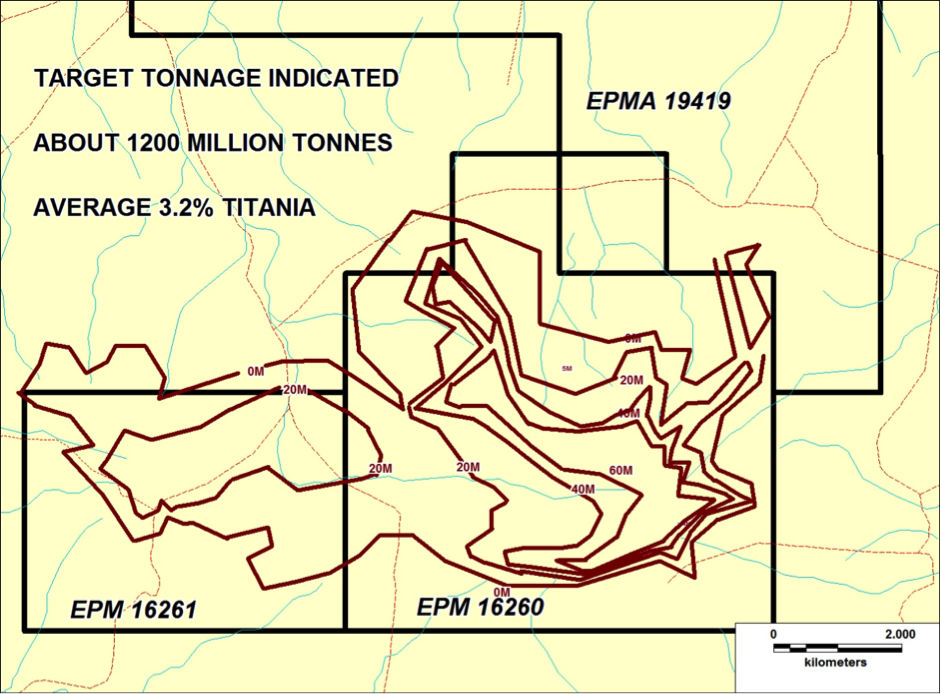 TARGET TONNAGE INDICATED
EPMA 19419
ABOUT 1200 MILLION TONNES
AVERAGE 3.2% TITANIA
0M
0M
5M
20M
20M
40M
20M
20M
60M
40M
0M
EPM 16261
EPM 16260
0
2.000
kilometers